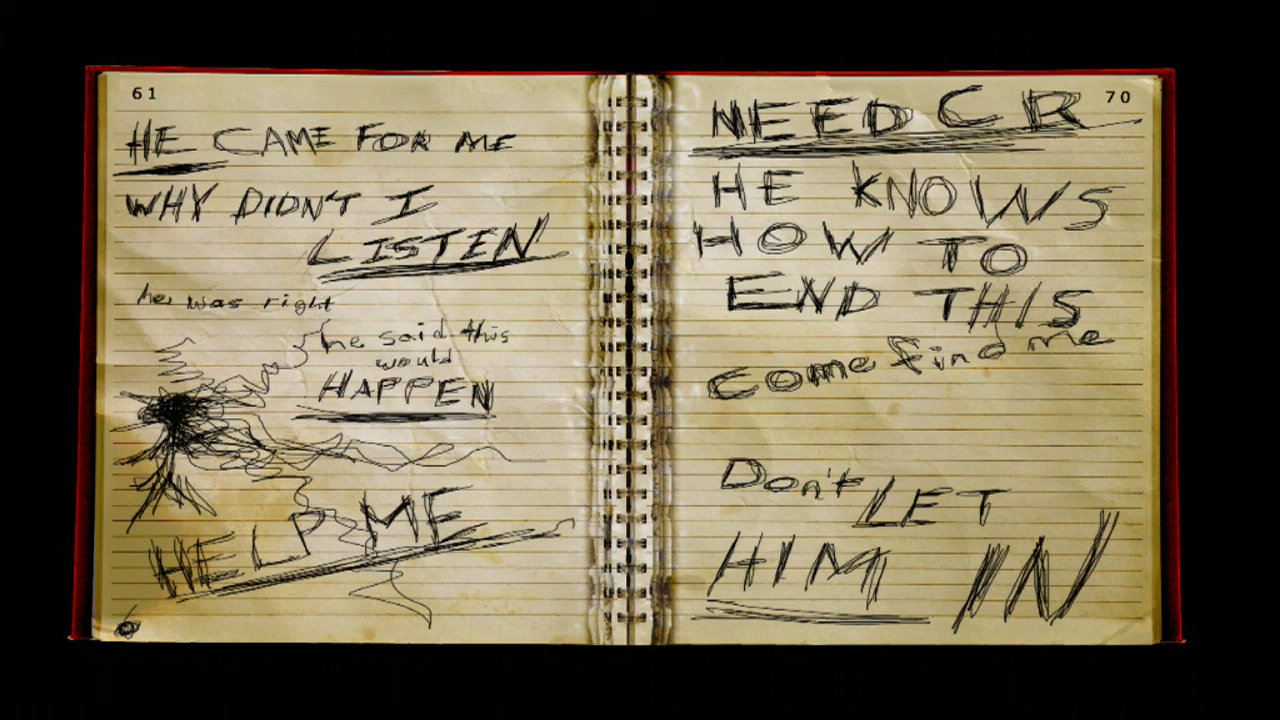 61
HE CAME FOR ME
WHY DIDN'T I
LISTEN
he was right
he said this
would
HAPPEN
HELP ME
70
NEED CR
HE KNOWS
HOW TO
END THIS
come find me
Don't LET
HIM IN